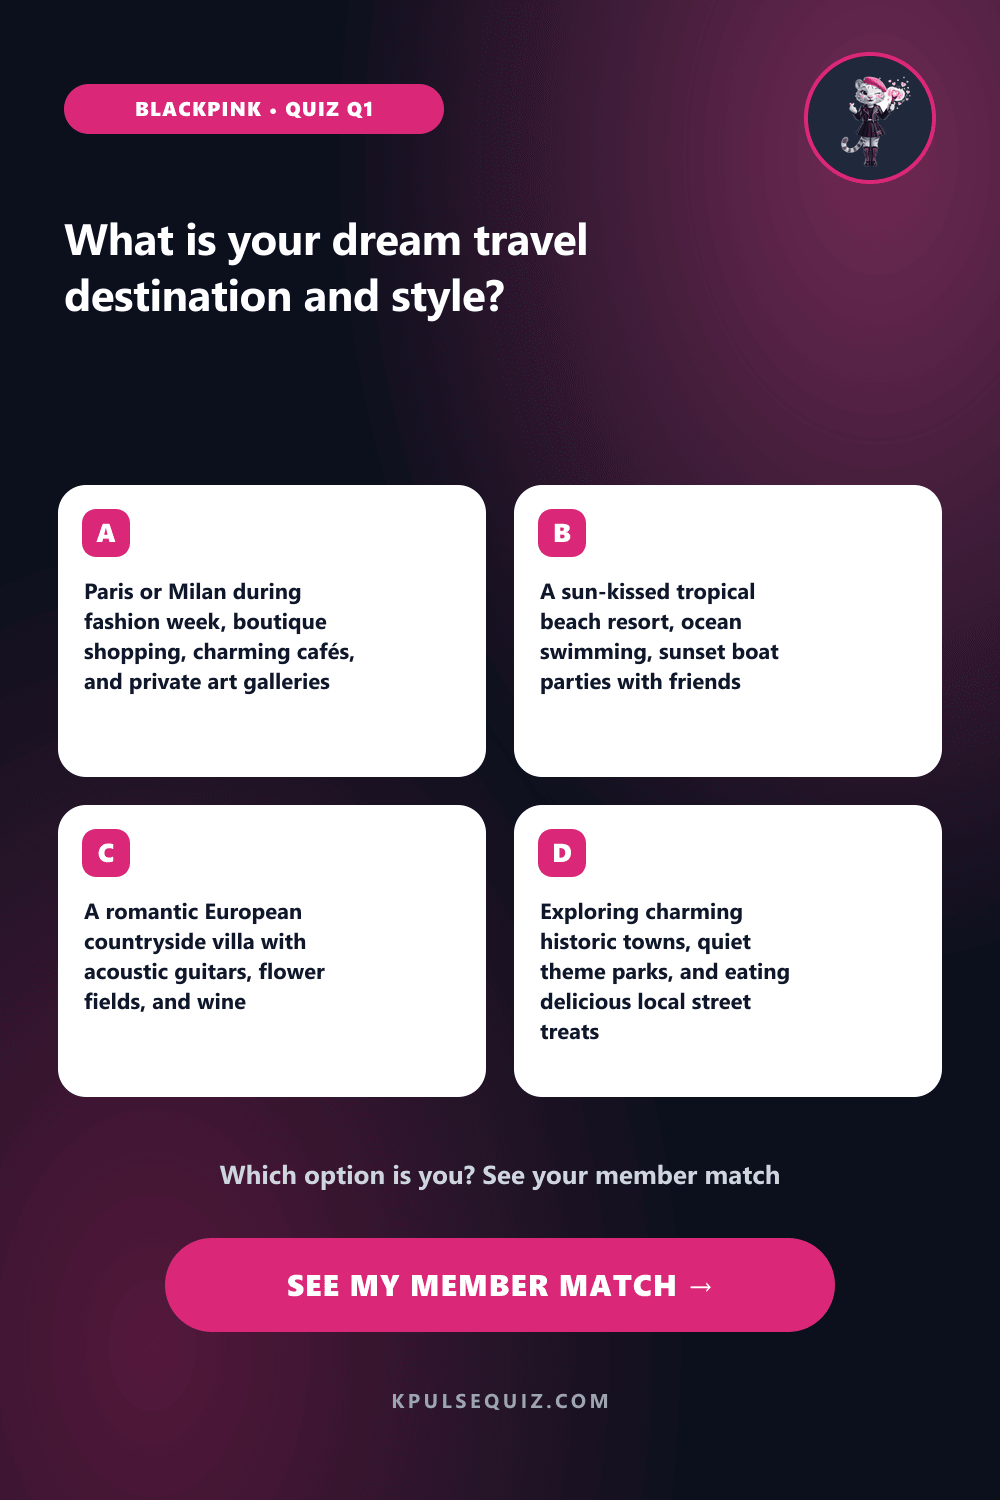 BLACKPINK • QUIZ Q1
What is your dream travel
destination and style?
A
Paris or Milan during
fashion week, boutique
shopping, charming cafés,
and private art galleries
B
A sun-kissed tropical
beach resort, ocean
swimming, sunset boat
parties with friends
C
A romantic European
countryside villa with
acoustic guitars, flower
fields, and wine
D
Exploring charming
historic towns, quiet
theme parks, and eating
delicious local street
treats
Which option is you? See your member match
SEE MY MEMBER MATCH →
KPULSEQUIZ.COM